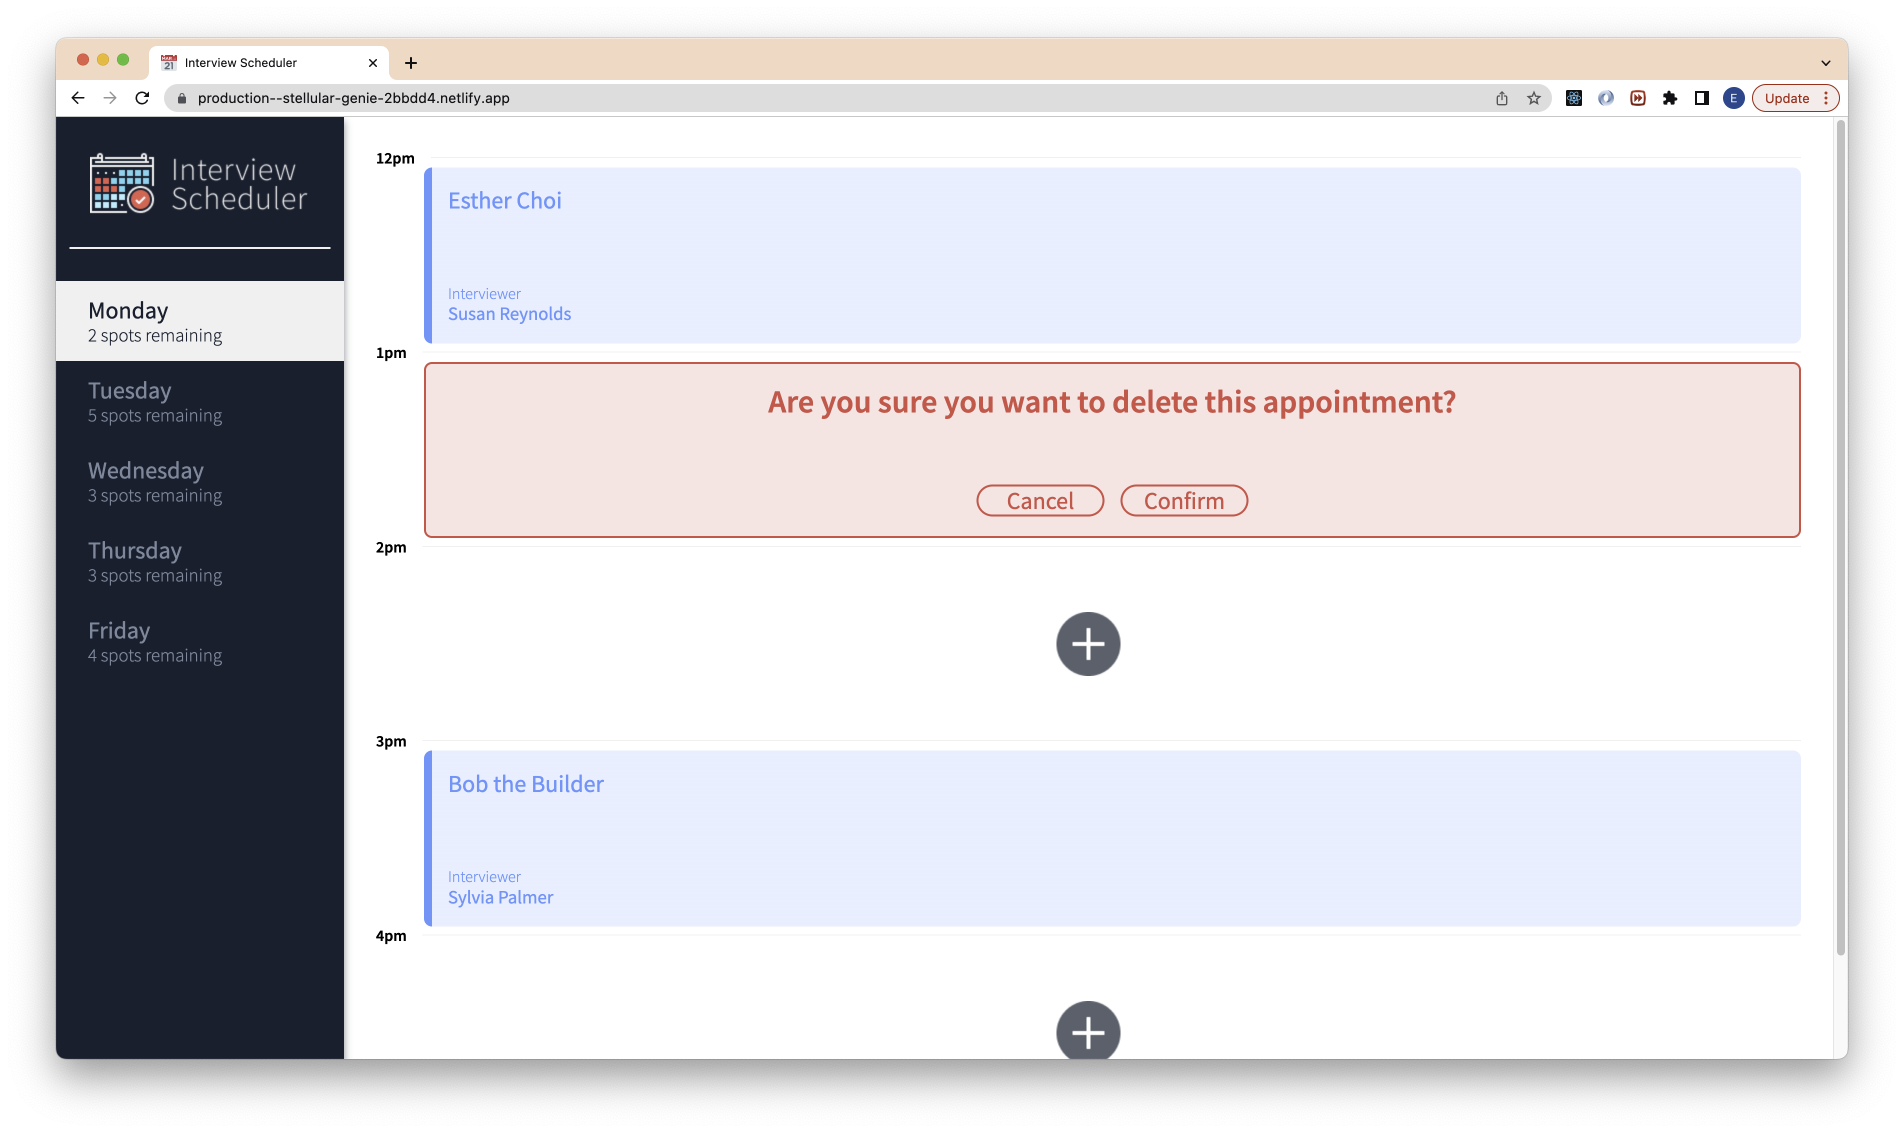 Interview Scheduler
production--stellular-genie-2bbdd4.netlify.app
E
Update
Interview
Scheduler
Monday
2 spots remaining
Tuesday
5 spots remaining
Wednesday
3 spots remaining
Thursday
3 spots remaining
Friday
4 spots remaining
12pm
Esther Choi
Interviewer
Susan Reynolds
1pm
Are you sure you want to delete this appointment?
Cancel Confirm
2pm
3pm
Bob the Builder
Interviewer
Sylvia Palmer
4pm